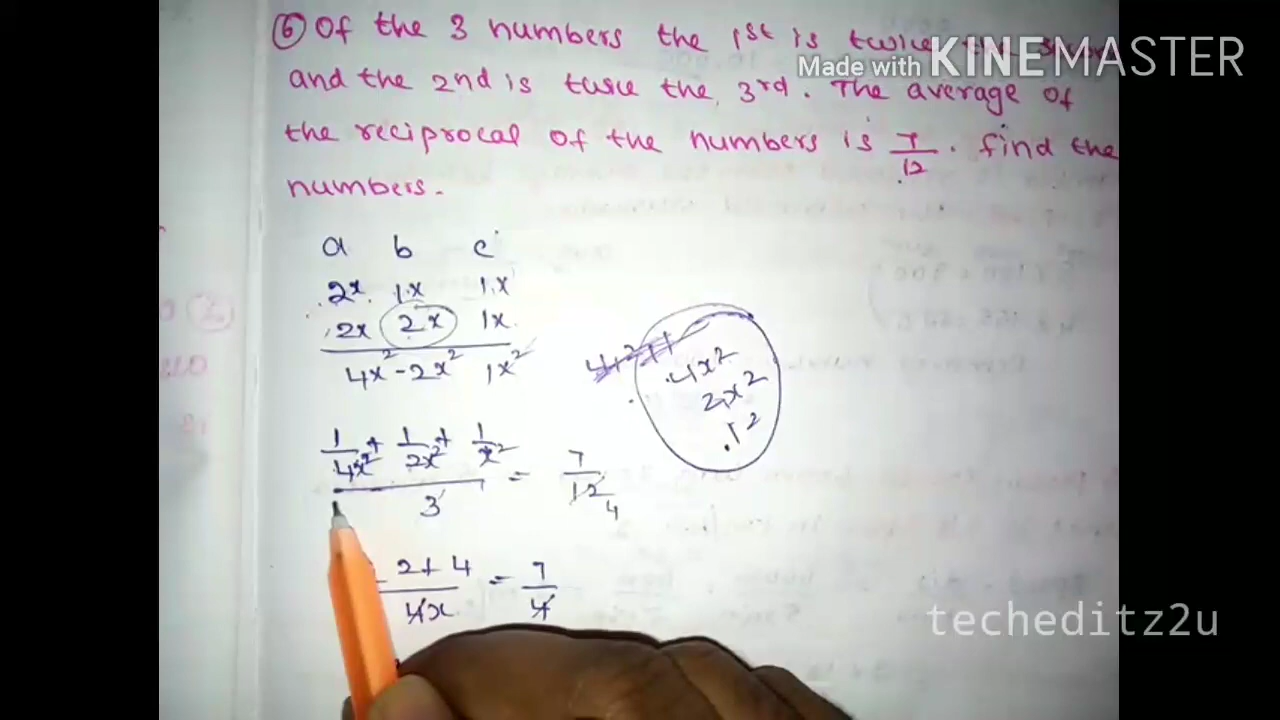 ⑥ Of the 3 numbers the 1st is twice the
and the 2nd is twice the 3rd. The average of
the reciprocal of the numbers is 7/12. find the
numbers.
Made with KINEMASTER
a b c
2x 1x 1x
2x 2x 1x
4x² - 2x² 1x²
4x²
2x²
1²
1/4x² + 1/2x² + 1/x²
3
= 7/12
4
2+4 = 7
4x 4
techeditz2u